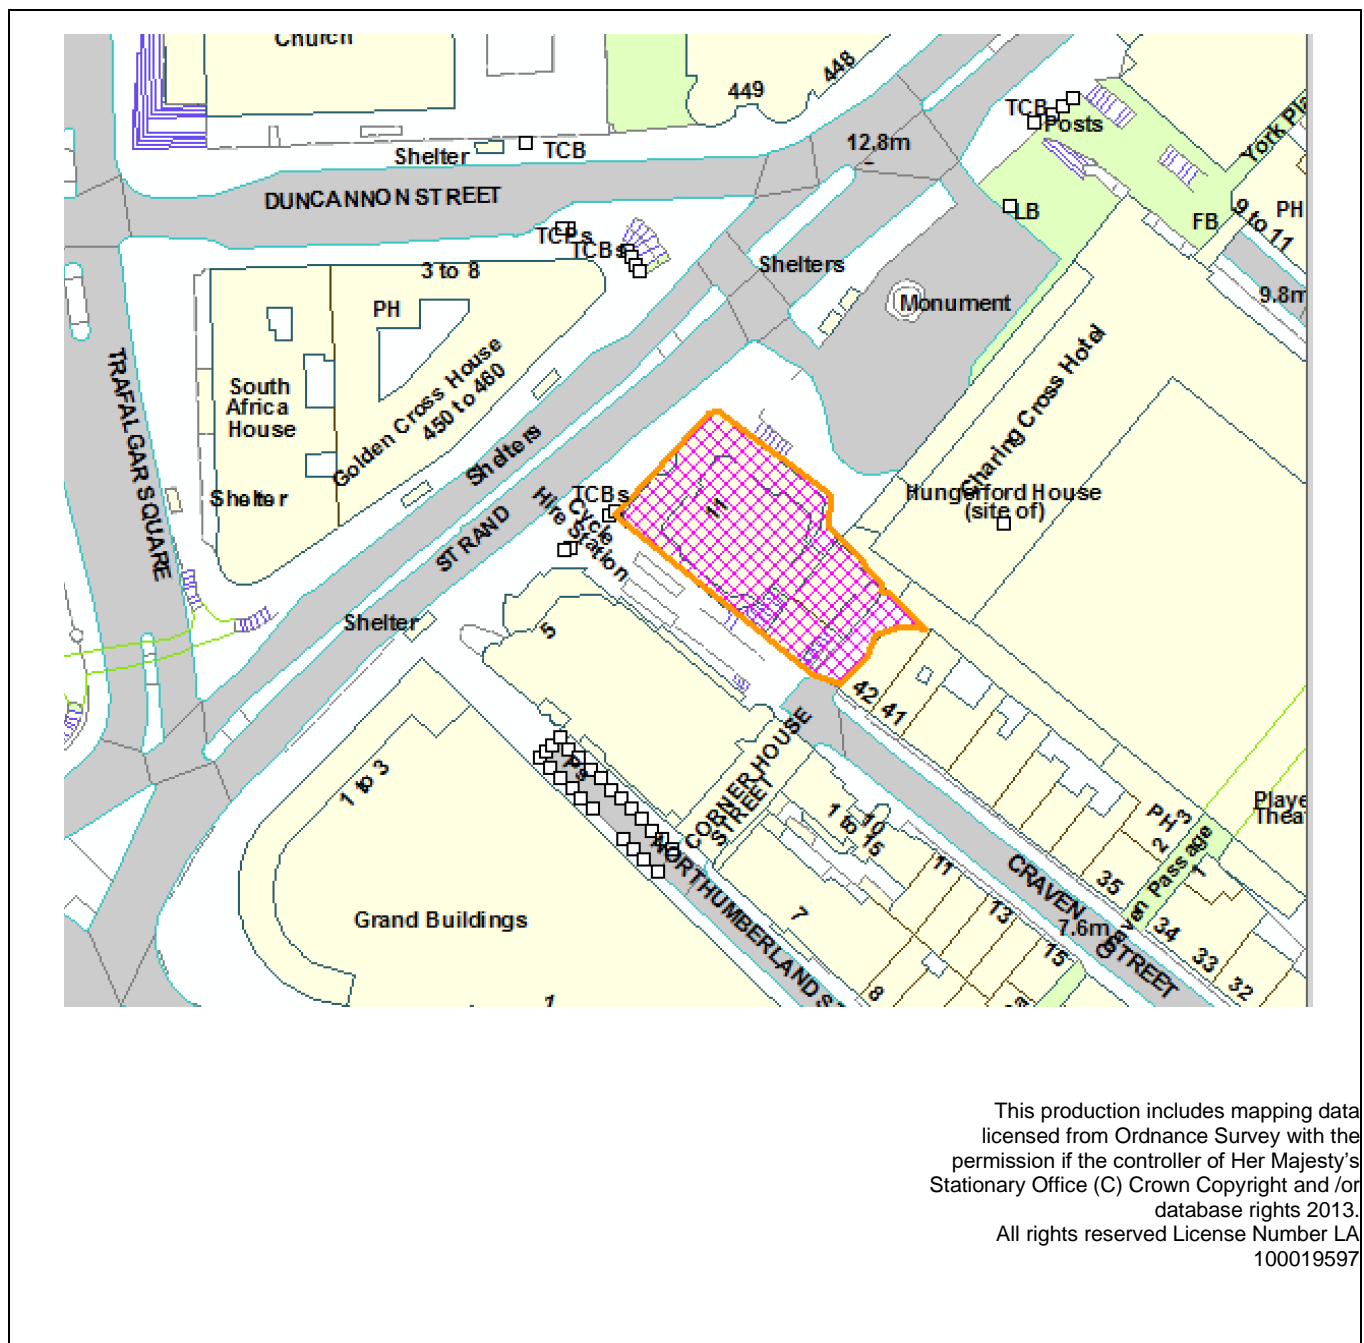 Church
449
448
12.8m
TCB
Posts
York Pla
Shelter
TCB
DUNCANNON STREET
LB
9 to 11
PH
FB
TCBs
TCBs
3 to 8
Shelters
9.8m
PH
Monument
TRAFALGAR SQUARE
South
Africa
House
Golden Cross House
450 to 460
Charing Cross Hotel
Shelters
Shelter
TCBs
Cycle
Hire Station
11
Hungerford House
(site of)
STRAND
Shelter
5
42
41
CORNER HOUSE
STREET
1 to 3
Ps
10
1 to 15
11
PH
3
2
1
Playe
Theat
Craven Passage
35
CRAVEN STREET
7.6m
NORTHUMBERLAND S
Grand Buildings
7
13
15
34
33
32
8
1
This production includes mapping data
licensed from Ordnance Survey with the
permission if the controller of Her Majesty's
Stationary Office (C) Crown Copyright and /or
database rights 2013.
All rights reserved License Number LA
100019597